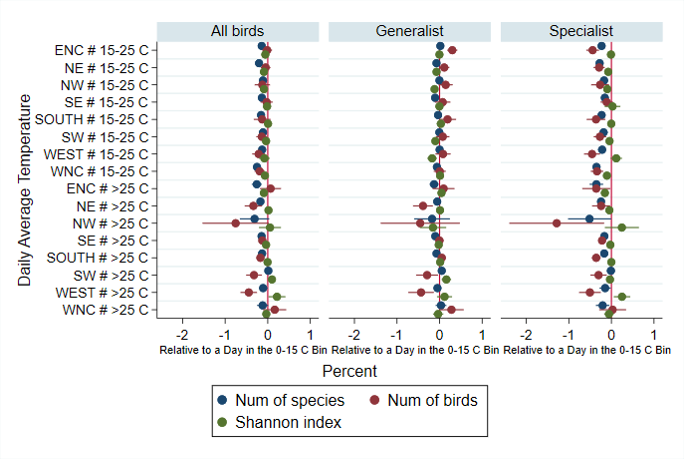 All birds Generalist Specialist
Daily Average Temperature
ENC # 15-25 C
NE # 15-25 C
NW # 15-25 C
SE # 15-25 C
SOUTH # 15-25 C
SW # 15-25 C
WEST # 15-25 C
WNC # 15-25 C
ENC # >25 C
NE # >25 C
NW # >25 C
SE # >25 C
SOUTH # >25 C
SW # >25 C
WEST # >25 C
WNC # >25 C
-2 -1 0 1 -2 -1 0 1 -2 -1 0 1
Relative to a Day in the 0-15 C Bin Relative to a Day in the 0-15 C Bin Relative to a Day in the 0-15 C Bin
Percent
Num of species Num of birds
Shannon index